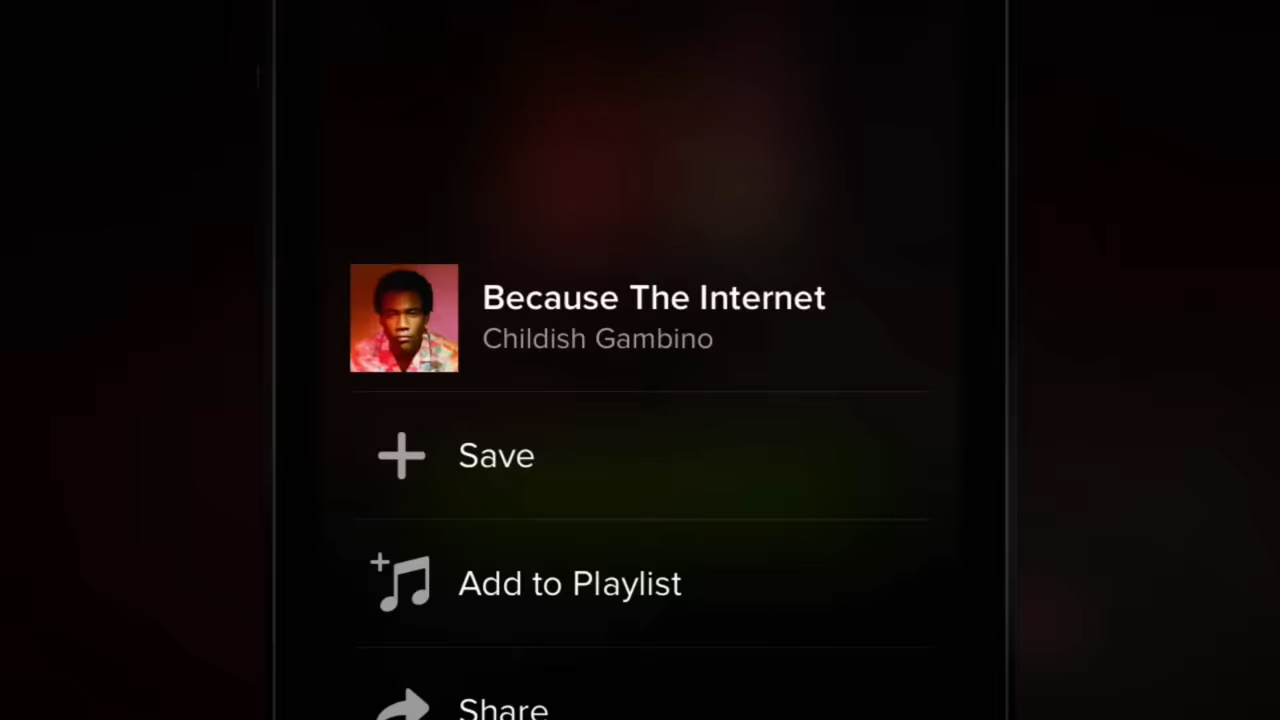 Because The Internet
Childish Gambino
Save
Add to Playlist
Share